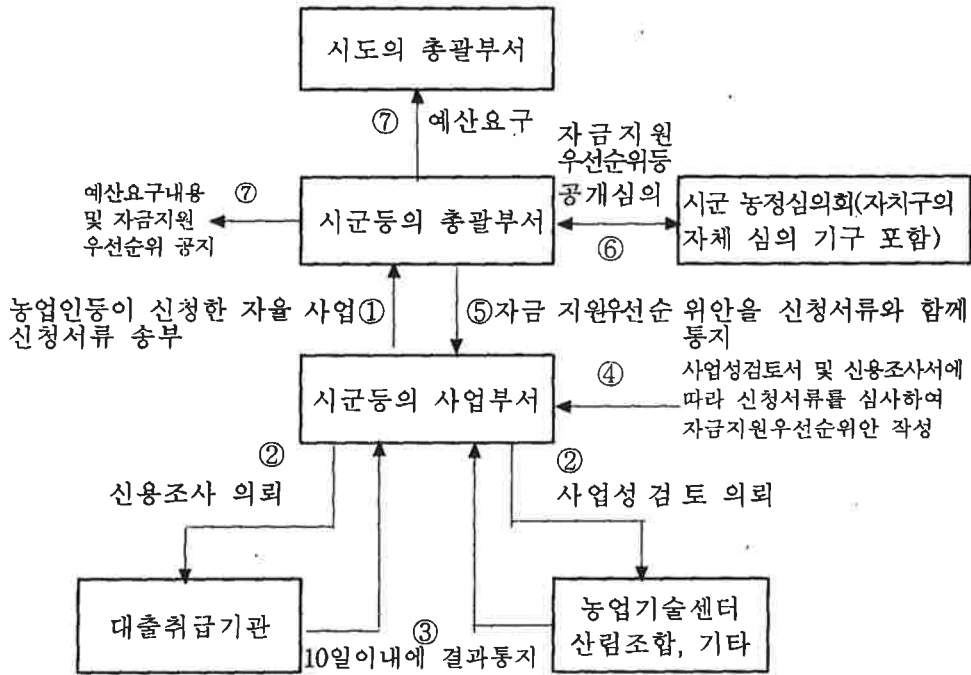 시도의 총괄부서
⑦ 예산요구
자금지원
우선순위등
공개심의
예산요구내용 ⑦
및 자금지원
우선순위 공지
시군등의 총괄부서
⑥
시군 농정심의회(자치구의
자체 심의 기구 포함)
농업인등이 신청한 자율 사업①
신청서류 송부
⑤자금 지원우선순 위안을 신청서류와 함께
통지
시군등의 사업부서
④
사업성검토서 및 신용조사서에
따라 신청서류를 심사하여
자금지원우선순위안 작성
②
신용조사 의뢰
②
사업성검토 의뢰
대출취급기관
③
10일이내에 결과통지
농업기술센터
산림조합, 기타